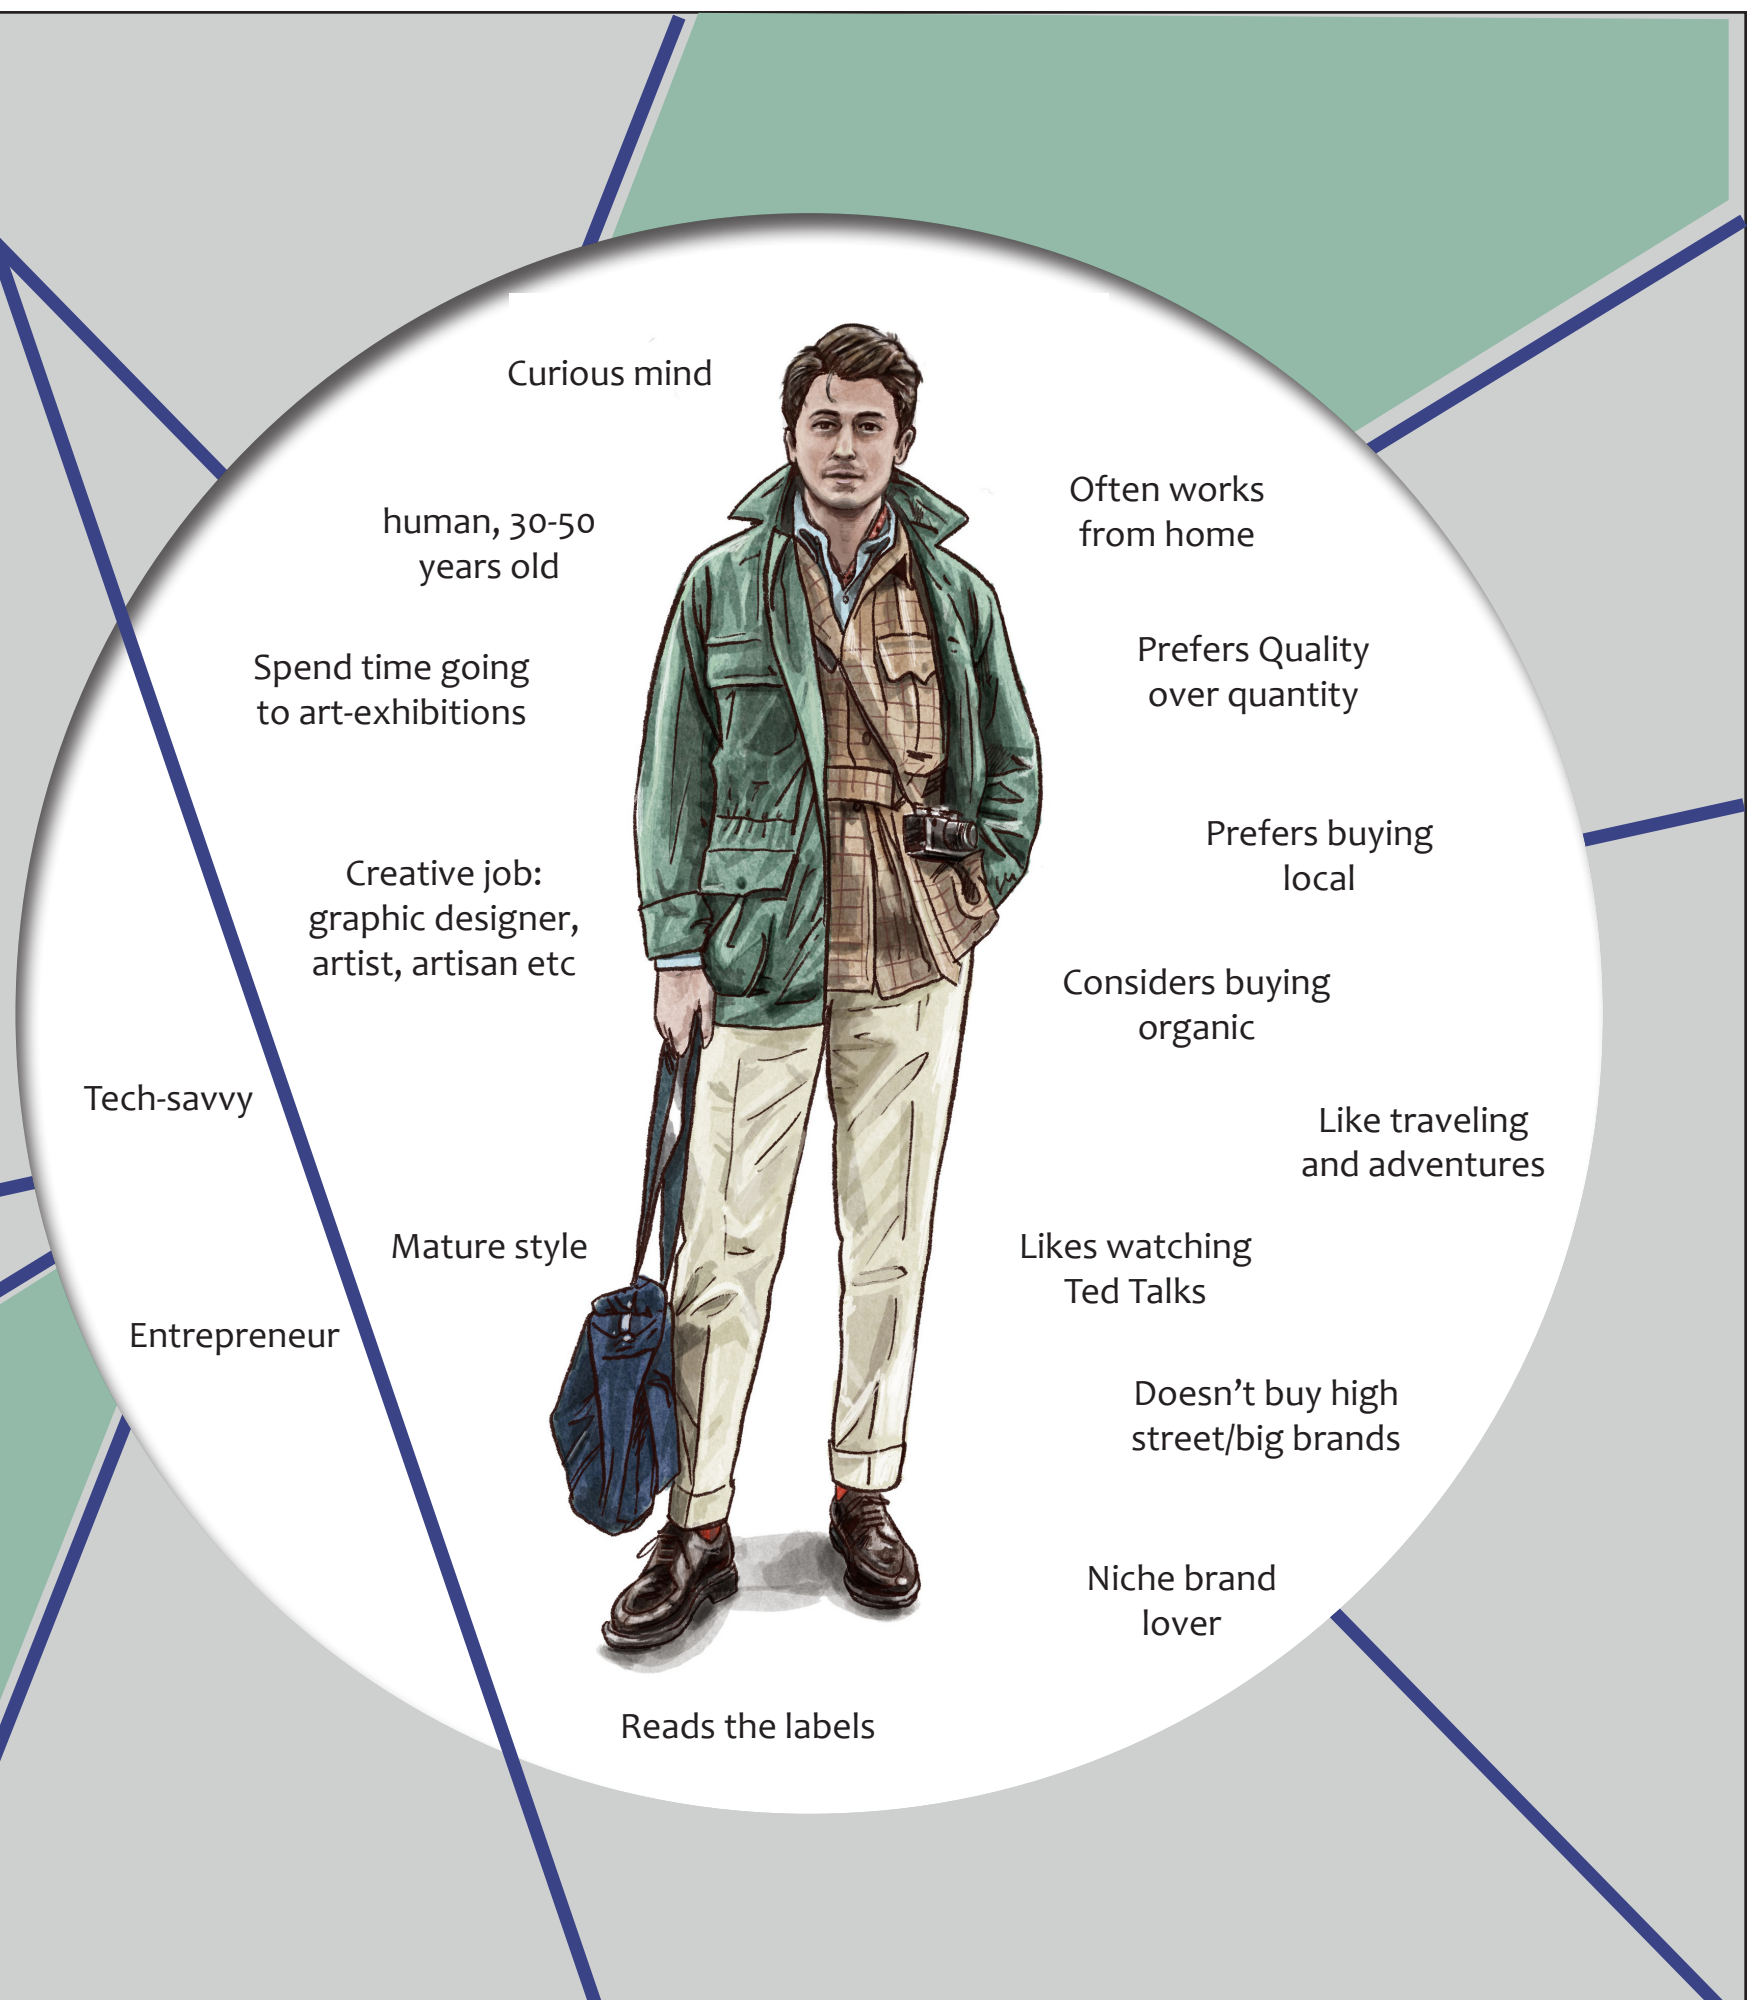 Curious mind
Often works
from home
human, 30-50
years old
Prefers Quality
over quantity
Spend time going
to art-exhibitions
Prefers buying
local
Creative job:
graphic designer,
artist, artisan etc
Considers buying
organic
Tech-savvy
Like traveling
and adventures
Mature style
Likes watching
Ted Talks
Entrepreneur
Doesn’t buy high
street/big brands
Niche brand
lover
Reads the labels